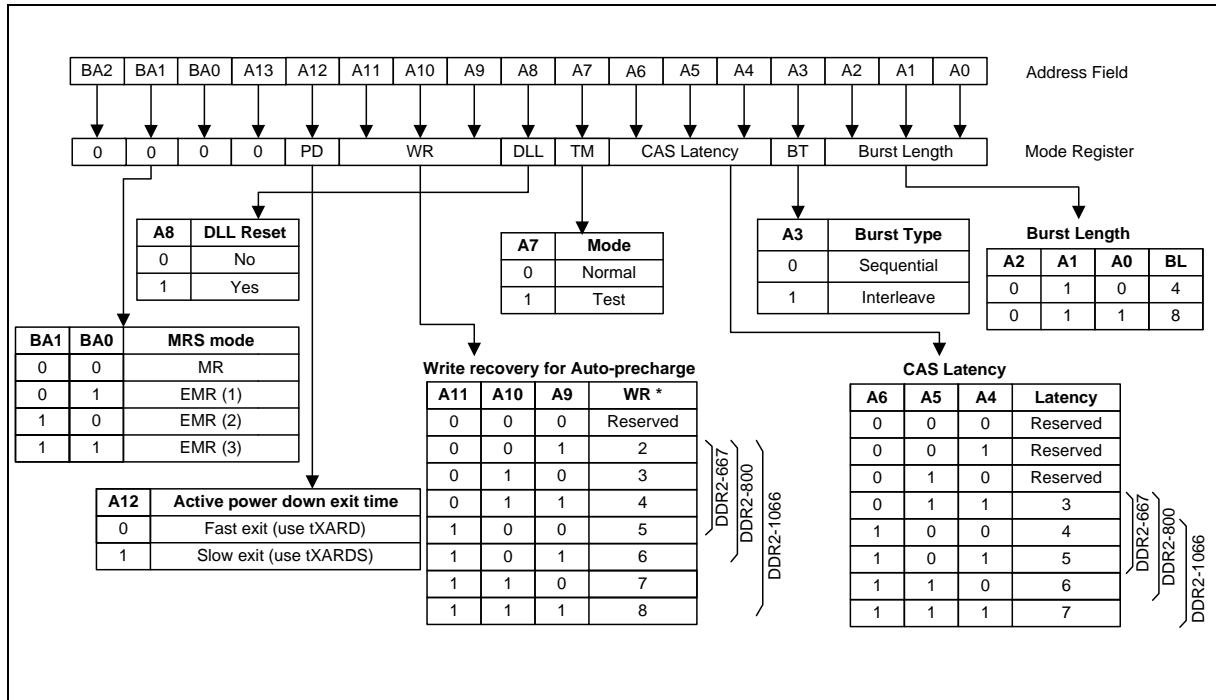 BA2 BA1 BA0 A13 A12 A11 A10 A9 A8 A7 A6 A5 A4 A3 A2 A1 A0 Address Field
0 0 0 0 PD WR DLL TM CAS Latency BT Burst Length Mode Register
A8 DLL Reset
0 No
1 Yes
A7 Mode
0 Normal
1 Test
A3 Burst Type
0 Sequential
1 Interleave
Burst Length
A2 A1 A0 BL
0 1 0 4
0 1 1 8
BA1 BA0 MRS mode
0 0 MR
0 1 EMR (1)
1 0 EMR (2)
1 1 EMR (3)
A12 Active power down exit time
0 Fast exit (use tXARD)
1 Slow exit (use tXARDS)
Write recovery for Auto-precharge
A11 A10 A9 WR *
0 0 0 Reserved
0 0 1 2
0 1 0 3
0 1 1 4
1 0 0 5
1 0 1 6
1 1 0 7
1 1 1 8
DDR2-667
DDR2-800
DDR2-1066
CAS Latency
A6 A5 A4 Latency
0 0 0 Reserved
0 0 1 Reserved
0 1 0 Reserved
0 1 1 3
1 0 0 4
1 0 1 5
1 1 0 6
1 1 1 7
DDR2-667
DDR2-800
DDR2-1066